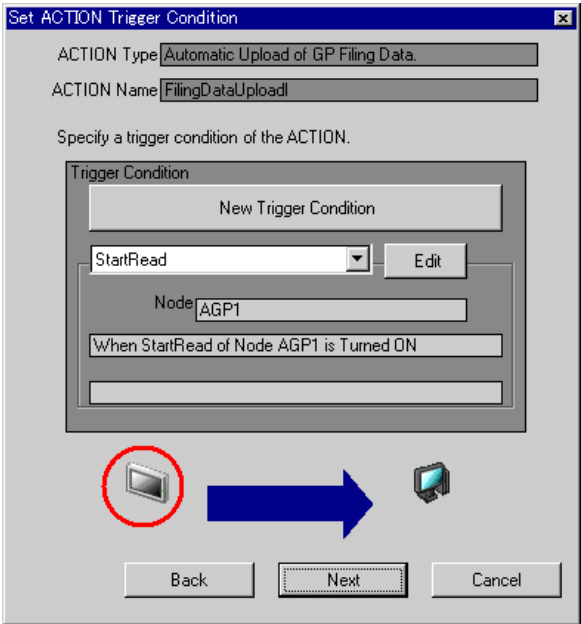 Set ACTION Trigger Condition
ACTION Type Automatic Upload of GP Filing Data.
ACTION Name FilingDataUploadl
Specify a trigger condition of the ACTION.
Trigger Condition
New Trigger Condition
StartRead Edit
Node AGP1
When StartRead of Node AGP1 is Turned ON
Back Next Cancel